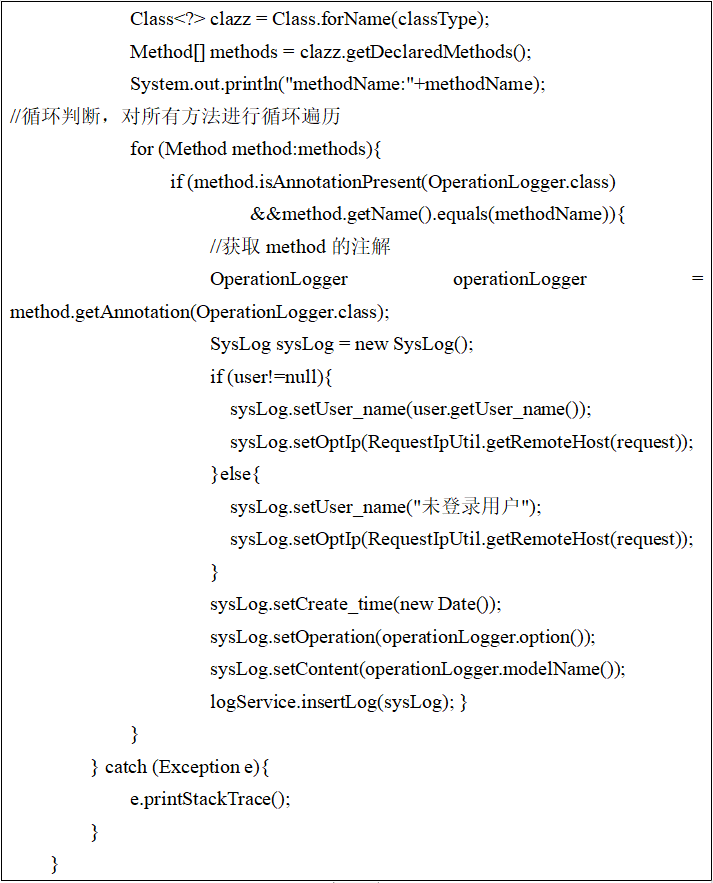 Class<?> clazz = Class.forName(classType);
Method[] methods = clazz.getDeclaredMethods();
System.out.println("methodName:"+methodName);
//循环判断，对所有方法进行循环遍历
for (Method method:methods){
if (method.isAnnotationPresent(OperationLogger.class)
&&method.getName().equals(methodName)){
//获取 method 的注解
OperationLogger operationLogger =
method.getAnnotation(OperationLogger.class);
SysLog sysLog = new SysLog();
if (user!=null){
sysLog.setUser_name(user.getUser_name());
sysLog.setOptIp(RequestIpUtil.getRemoteHost(request));
}else{
sysLog.setUser_name("未登录用户");
sysLog.setOptIp(RequestIpUtil.getRemoteHost(request));
}
sysLog.setCreate_time(new Date());
sysLog.setOperation(operationLogger.option());
sysLog.setContent(operationLogger.modelName());
logService.insertLog(sysLog); }
}
} catch (Exception e){
e.printStackTrace();
}
}